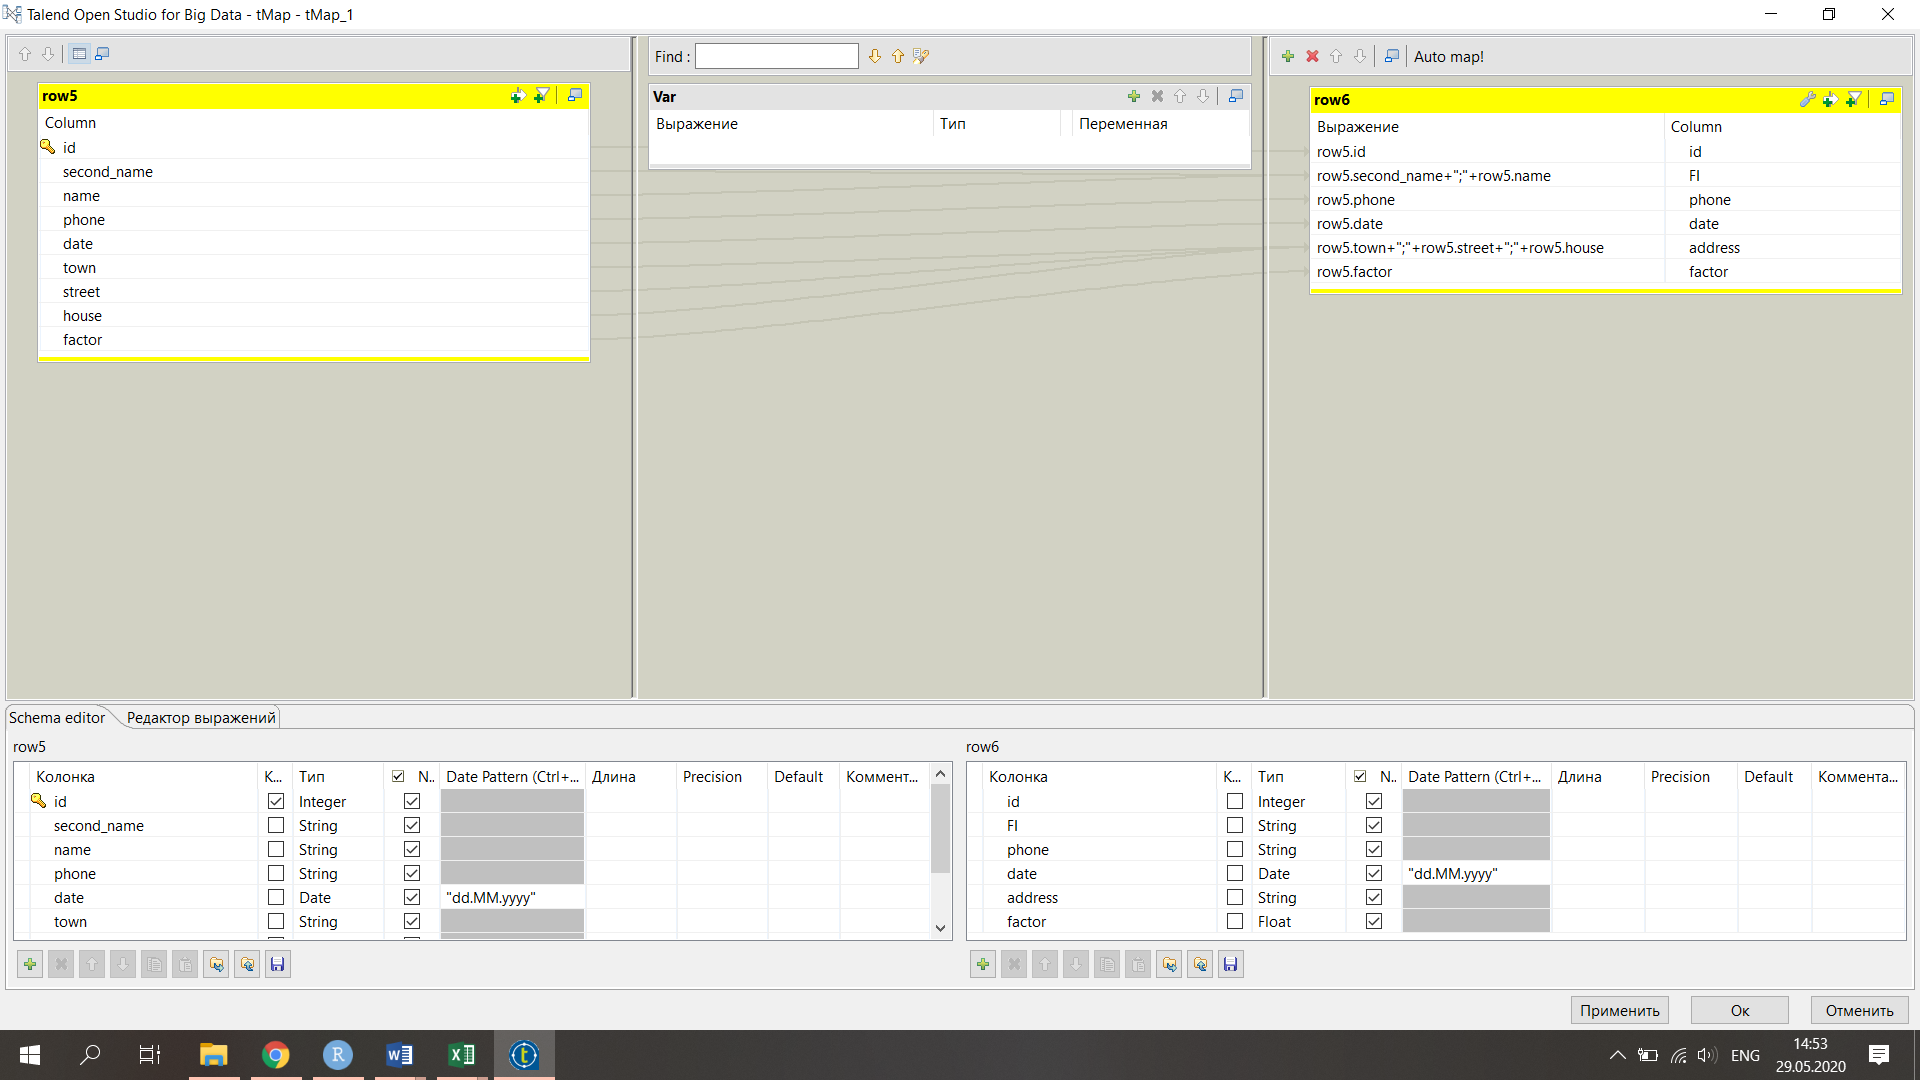 Talend Open Studio for Big Data - tMap - tMap_1
Find :
Auto map!
row5
Column
id
second_name
name
phone
date
town
street
house
factor
Var
Выражение Тип Переменная
row6
Выражение Column
row5.id id
row5.second_name+";"+row5.name FI
row5.phone phone
row5.date date
row5.town+";"+row5.street+";"+row5.house address
row5.factor factor
Schema editor Редактор выражений
row5
Колонка К... Тип N.. Date Pattern (Ctrl+... Длина Precision Default Коммент...
id Integer
second_name String
name String
phone String
date Date "dd.MM.yyyy"
town String
row6
Колонка К... Тип N.. Date Pattern (Ctrl+... Длина Precision Default Коммента...
id Integer
FI String
phone String
date Date "dd.MM.yyyy"
address String
factor Float
Применить Ок Отменить
ENG
14:53
29.05.2020